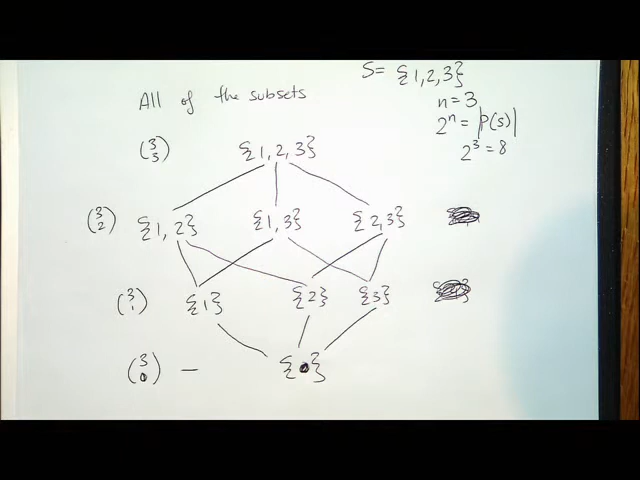 S= {1,2,3}
All of the subsets
n=3
2ⁿ = |P(S)|
2³ = 8
(3 3) {1,2,3}
(3 2) {1,2} {1,3} {2,3}
(3 1) {1} {2} {3}
(3 0) — { }